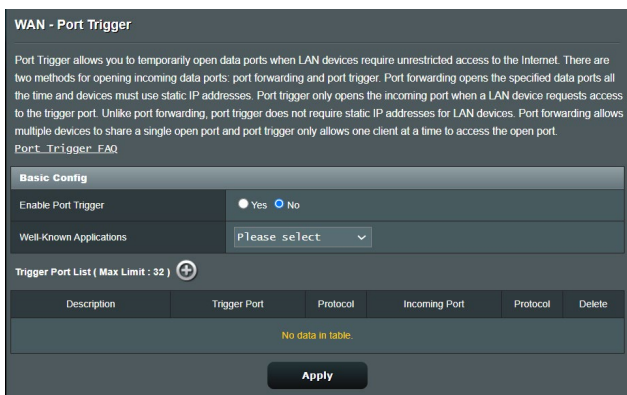 WAN - Port Trigger
Port Trigger allows you to temporarily open data ports when LAN devices require unrestricted access to the Internet. There are
two methods for opening incoming data ports: port forwarding and port trigger. Port forwarding opens the specified data ports all
the time and devices must use static IP addresses. Port trigger only opens the incoming port when a LAN device requests access
to the trigger port. Unlike port forwarding, port trigger does not require static IP addresses for LAN devices. Port forwarding allows
multiple devices to share a single open port and port trigger only allows one client at a time to access the open port.
Port Trigger FAQ
Basic Config
Enable Port Trigger Yes No
Well-Known Applications Please select
Trigger Port List ( Max Limit : 32 )
Description Trigger Port Protocol Incoming Port Protocol Delete
No data in table.
Apply